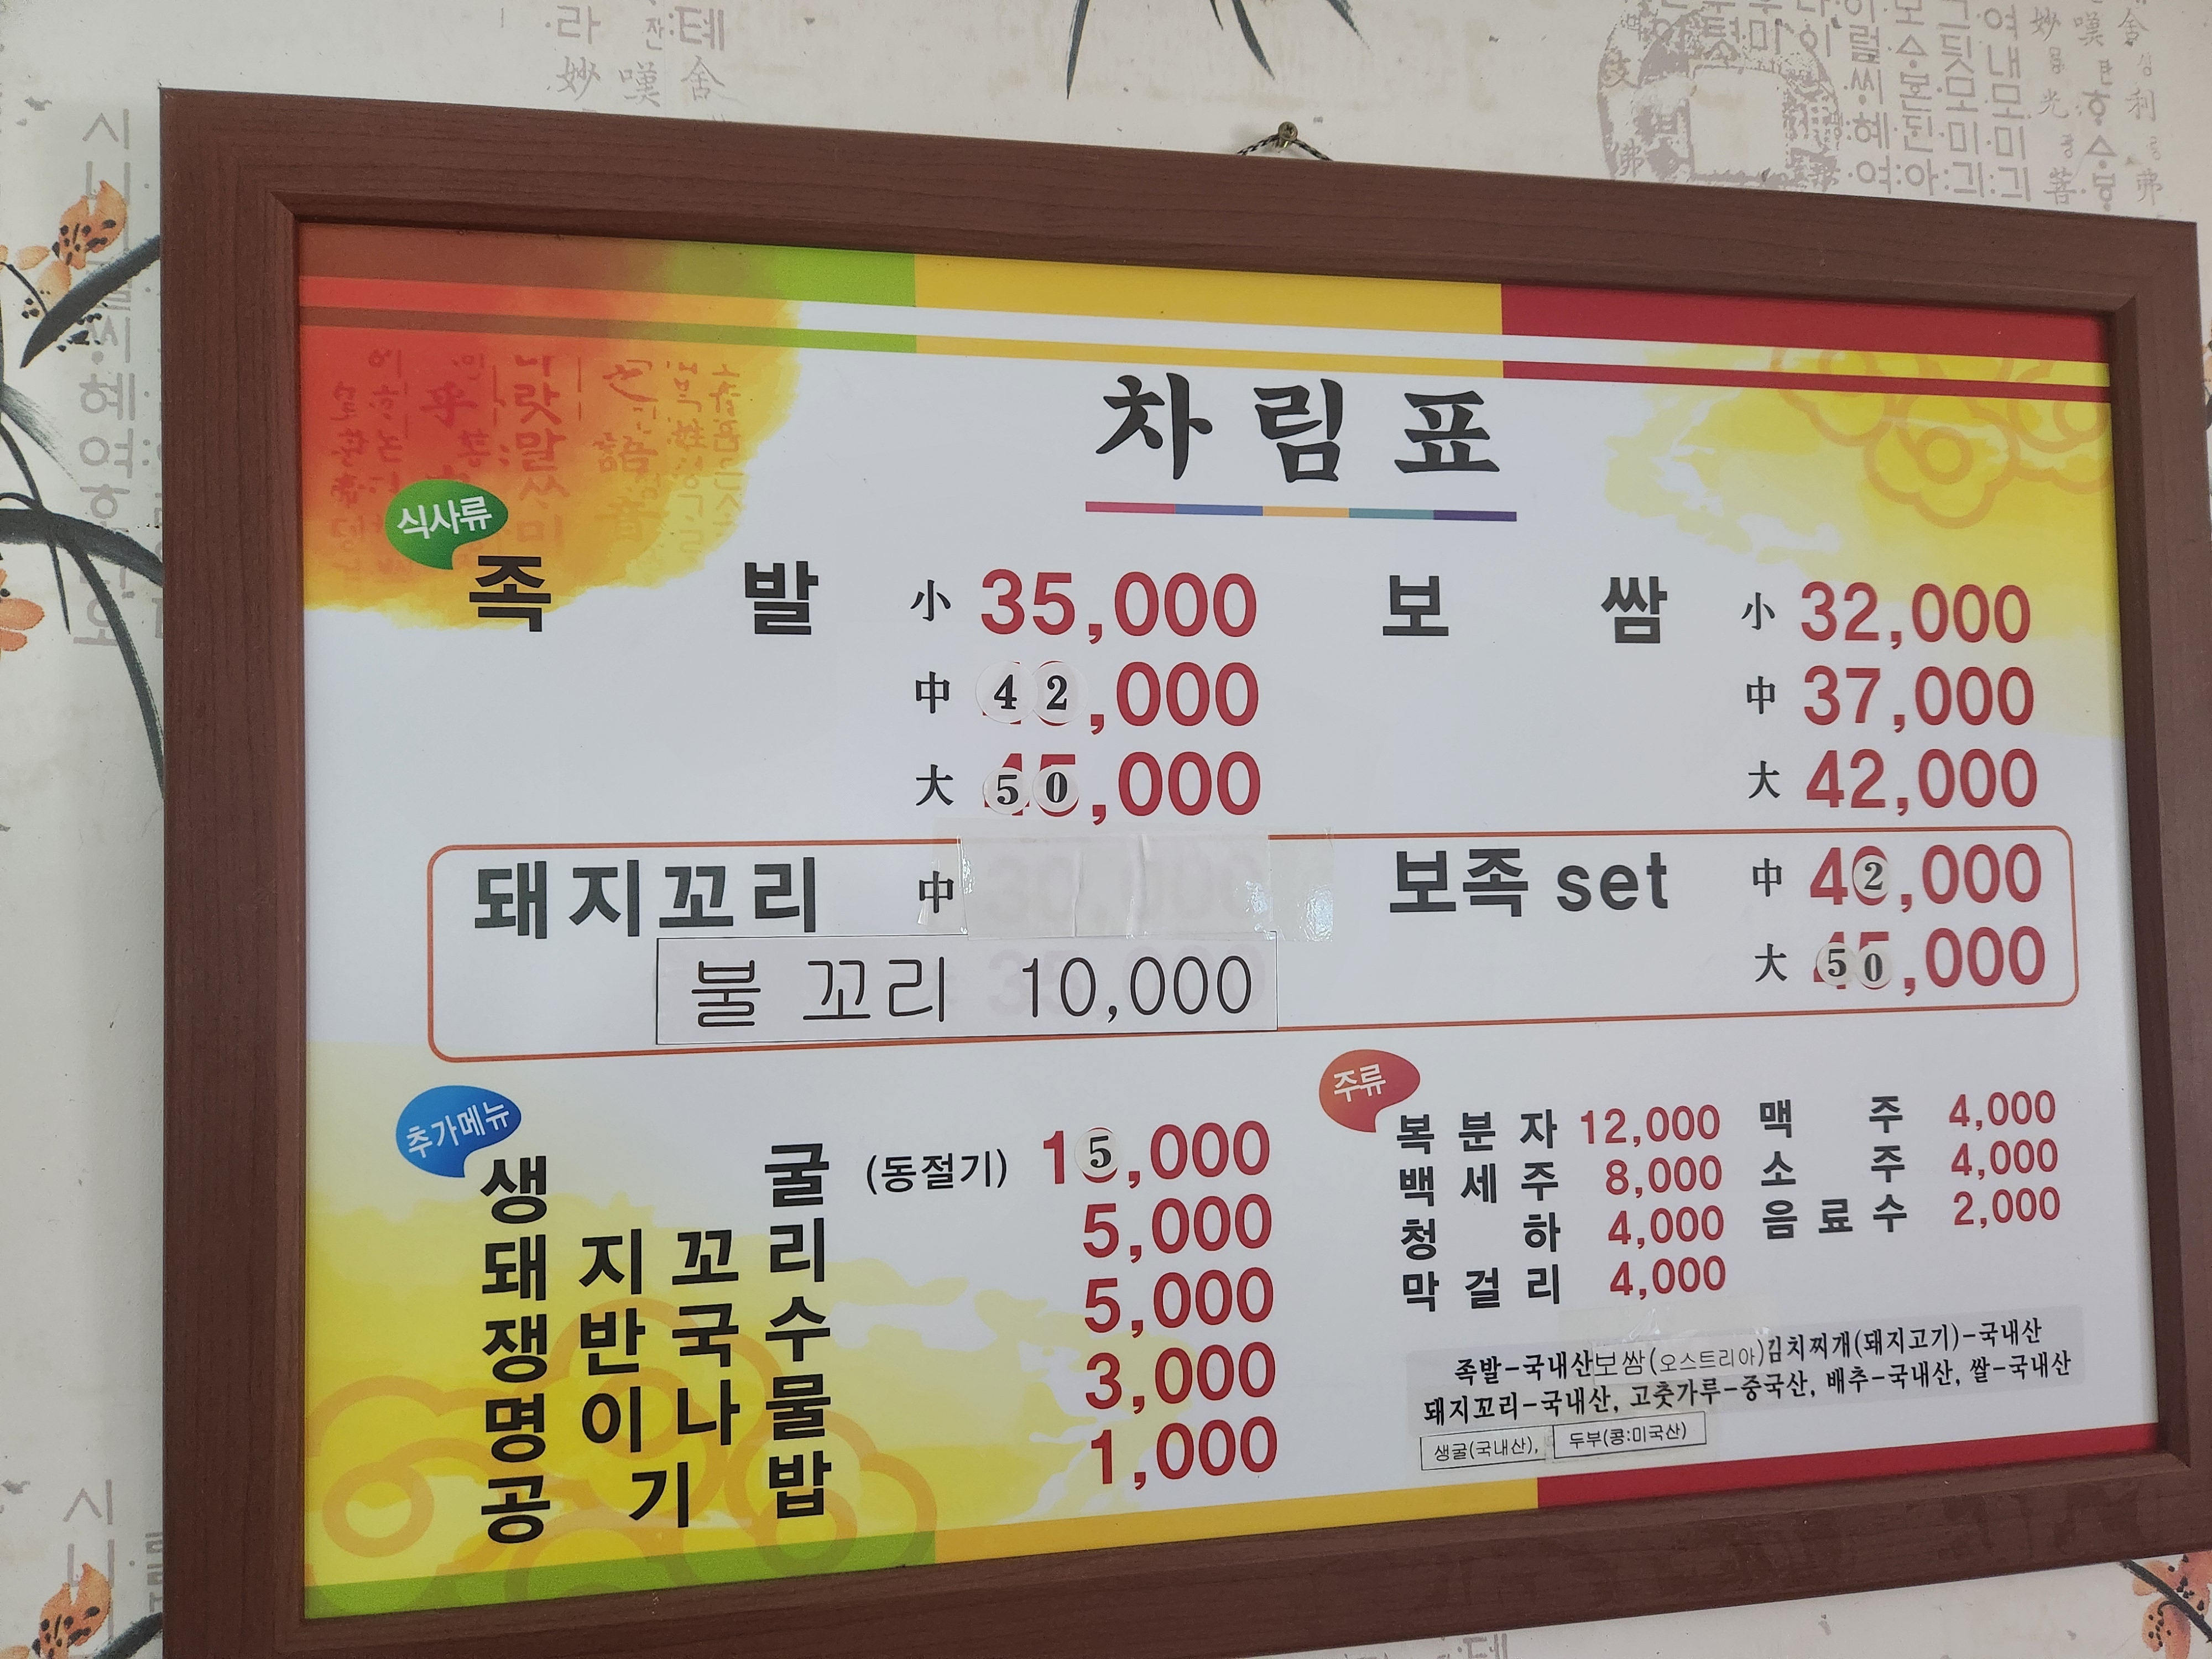 차림표
식사류
족 발 小 35,000 보 쌈 小 32,000
中 42,000 中 37,000
大 50,000 大 42,000
돼지꼬리 中 보족 set 中 42,000
불 꼬리 10,000 大 50,000
추가메뉴
생 굴 (동절기) 15,000
돼지꼬리 5,000
쟁반국수 5,000
명이나물 3,000
공기밥 1,000
주류
복분자 12,000 맥 주 4,000
백세주 8,000 소 주 4,000
청 하 4,000 음료수 2,000
막걸리 4,000
족발-국내산보쌈(오스트리아)김치찌개(돼지고기)-국내산
돼지꼬리-국내산, 고춧가루-중국산, 배추-국내산, 쌀-국내산
생굴(국내산), 두부(콩:미국산)